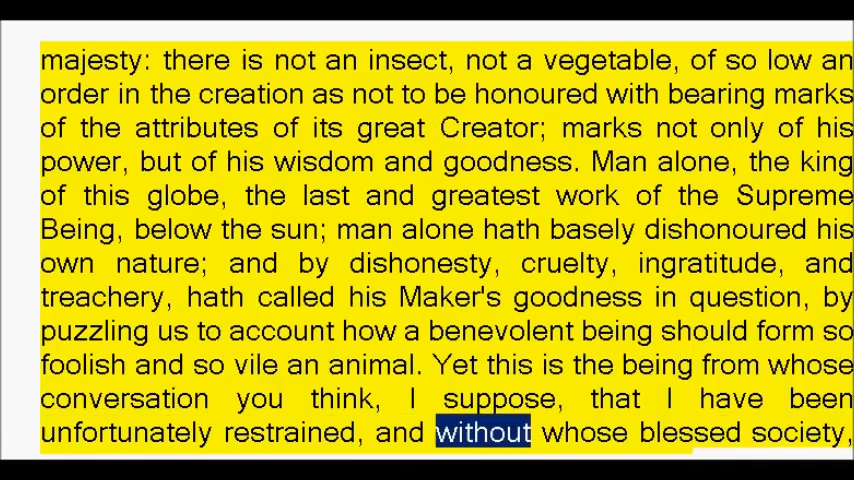 majesty: there is not an insect, not a vegetable, of so low an
order in the creation as not to be honoured with bearing marks
of the attributes of its great Creator; marks not only of his
power, but of his wisdom and goodness. Man alone, the king
of this globe, the last and greatest work of the Supreme
Being, below the sun; man alone hath basely dishonoured his
own nature; and by dishonesty, cruelty, ingratitude, and
treachery, hath called his Maker's goodness in question, by
puzzling us to account how a benevolent being should form so
foolish and so vile an animal. Yet this is the being from whose
conversation you think, I suppose, that I have been
unfortunately restrained, and without whose blessed society,